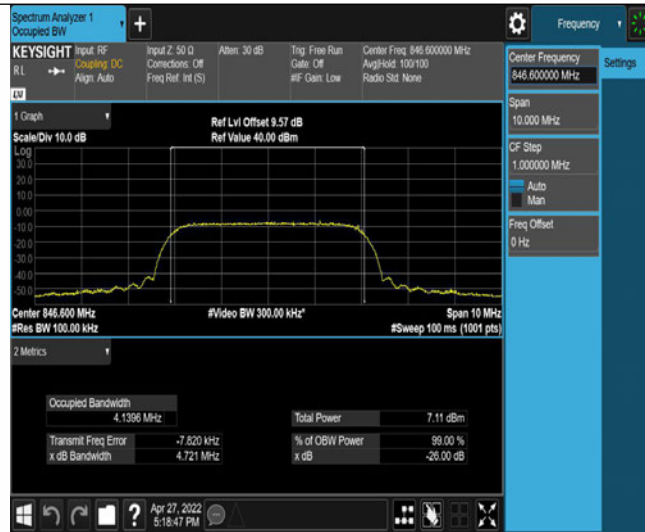 Spectrum Analyzer 1
Occupied BW
+
Frequency
KEYSIGHT
Input: RF
Coupling: DC
Align: Auto
Input Z: 50 Ω
Corrections: Off
Freq Ref: Int (S)
Atten: 30 dB
Trig: Free Run
Gate: Off
#IF Gain: Low
Center Freq: 846.600000 MHz
Avg|Hold: 100/100
Radio Std: None
RL
LXI
1 Graph
Scale/Div 10.0 dB
Ref Lvl Offset 9.57 dB
Ref Value 40.00 dBm
Log
30.0
20.0
10.0
0.00
-10.0
-20.0
-30.0
-40.0
-50.0
Center 846.600 MHz
#Res BW 100.00 kHz
#Video BW 300.00 kHz*
Span 10 MHz
#Sweep 100 ms (1001 pts)
2 Metrics
Occupied Bandwidth
4.1396 MHz
Total Power 7.11 dBm
Transmit Freq Error -7.820 kHz
% of OBW Power 99.00 %
x dB Bandwidth 4.721 MHz
x dB -26.00 dB
?
Apr 27, 2022
5:18:47 PM
Center Frequency
846.600000 MHz
Settings
Span
10.000 MHz
CF Step
1.000000 MHz
Auto
Man
Freq Offset
0 Hz